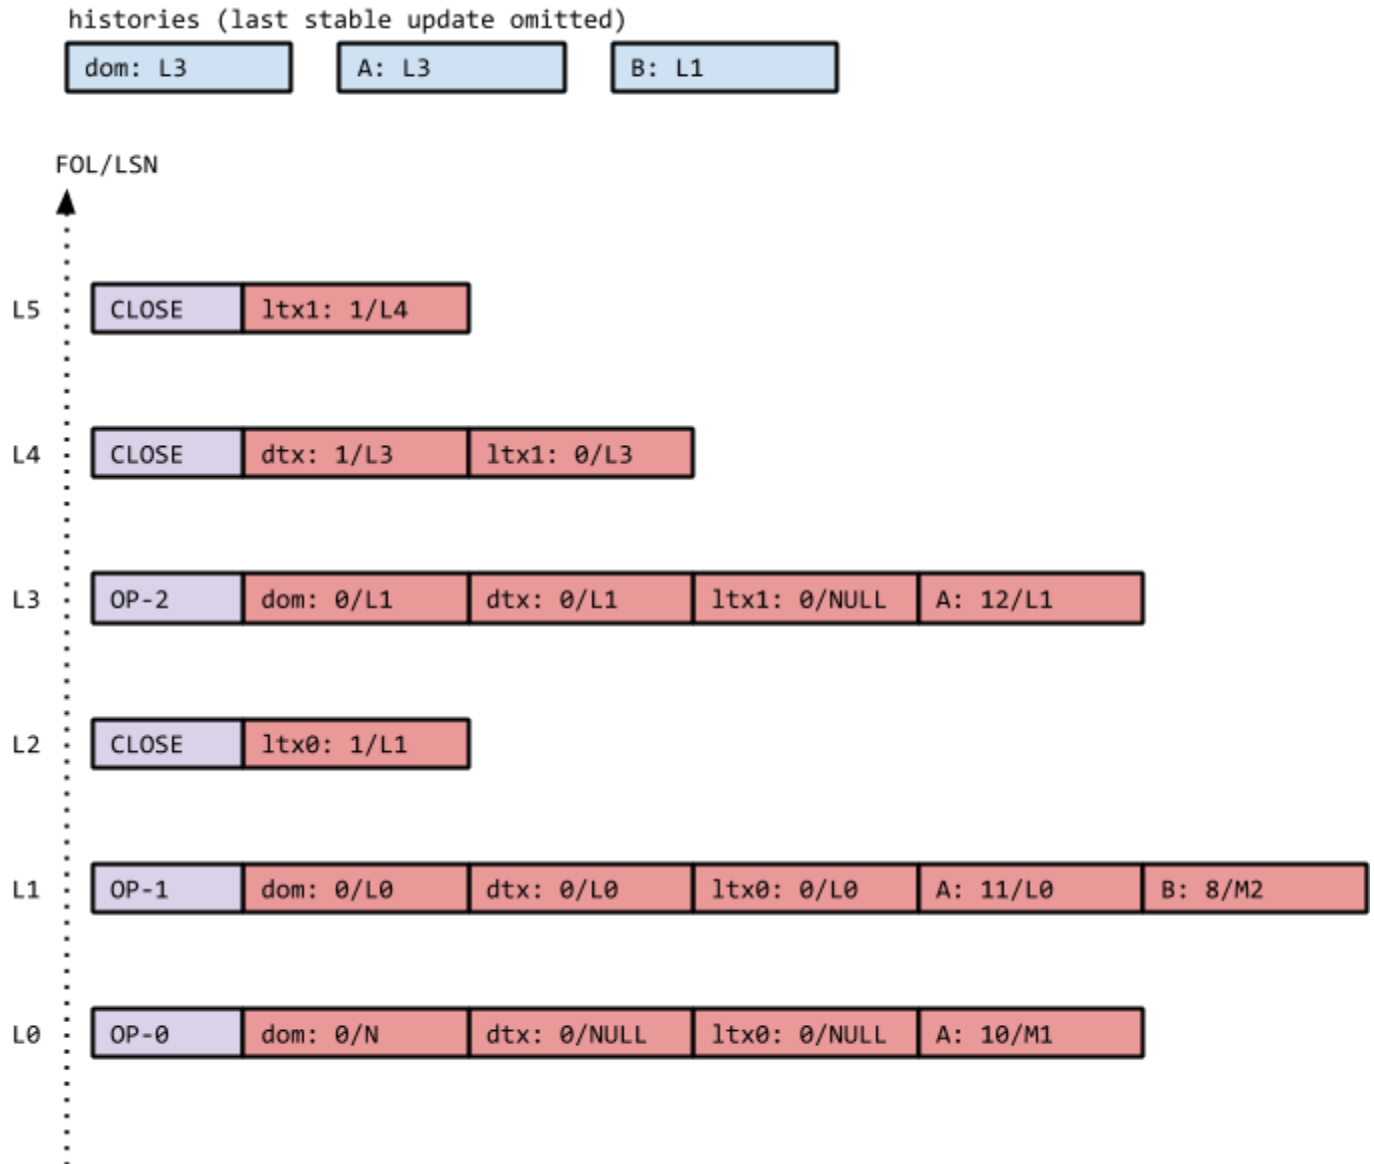 histories (last stable update omitted)
dom: L3 A: L3 B: L1
FOL/LSN
L5 CLOSE ltx1: 1/L4
L4 CLOSE dtx: 1/L3 ltx1: 0/L3
L3 OP-2 dom: 0/L1 dtx: 0/L1 ltx1: 0/NULL A: 12/L1
L2 CLOSE ltx0: 1/L1
L1 OP-1 dom: 0/L0 dtx: 0/L0 ltx0: 0/L0 A: 11/L0 B: 8/M2
L0 OP-0 dom: 0/N dtx: 0/NULL ltx0: 0/NULL A: 10/M1